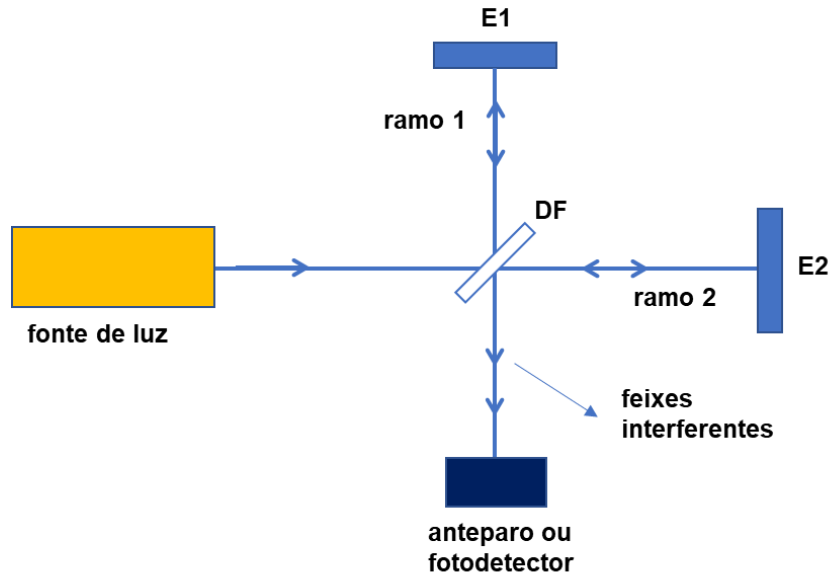 E1
ramo 1
DF
E2
ramo 2
fonte de luz
feixes
interferentes
anteparo ou
fotodetector